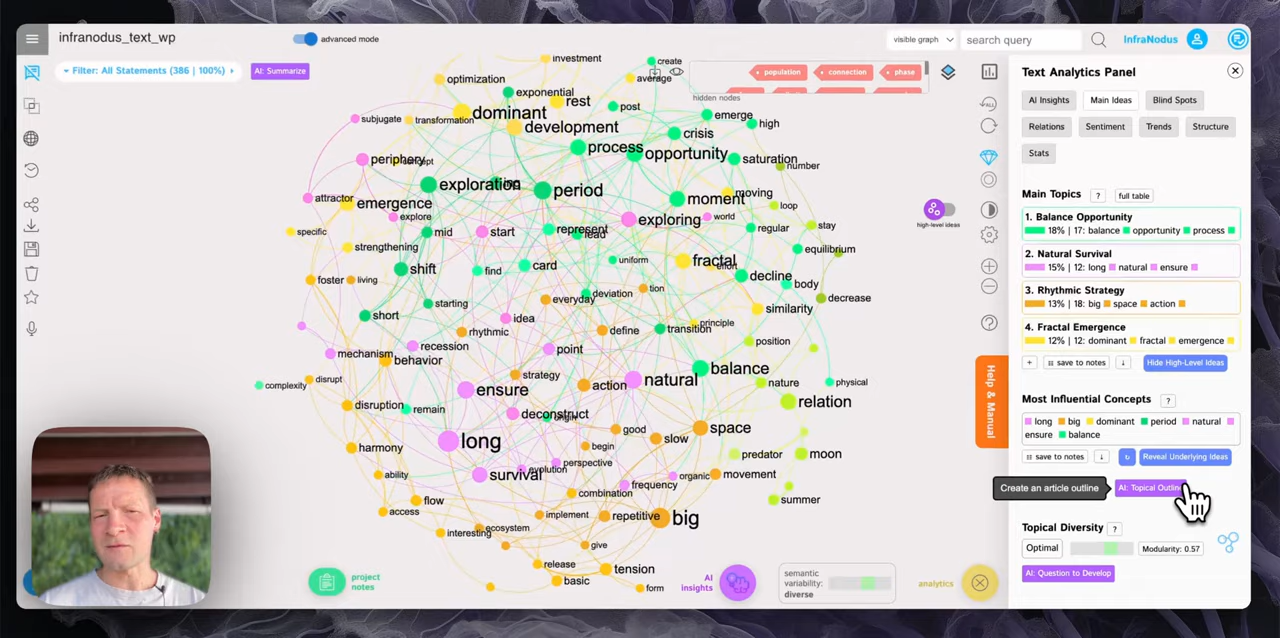 infranodus_text_wp
advanced mode
visible graph
search query
InfraNodus
Filter: All Statements (386 | 100%)
AI: Summarize
population
connection
phase
hidden nodes
investment
create
average
optimization
exponential
rest
post
subjugate
transformation
dominant
development
emerge
high
crisis
process
opportunity
periphery
concept
saturation
number
exploration
period
attractor
emergence
explore
moment
moving
loop
exploring
world
specific
mid
start
represent
lead
regular
stay
strengthening
equilibrium
shift
find
card
uniform
fractal
effort
decline
foster
living
tion
body
starting
everyday
deviation
decrease
short
idea
similarity
rhythmic
define
transition
principle
mechanism
recession
behavior
point
position
complexity
disrupt
strategy
action
natural
balance
nature
physical
ensure
disruption
remain
deconstruct
origin
relation
good
space
long
begin
slow
harmony
predator
moon
ability
survival
evolution
perspective
organic
movement
frequency
flow
combination
summer
access
implement
repetitive
big
interesting
ecosystem
give
release
tension
basic
form
high-level ideas
Help & Manual
project
notes
AI
insights
semantic
variability:
diverse
analytics
Text Analytics Panel
AI Insights
Main Ideas
Blind Spots
Relations
Sentiment
Trends
Structure
Stats
Main Topics ? full table
1. Balance Opportunity
18% | 17: balance opportunity process
2. Natural Survival
15% | 12: long natural ensure
3. Rhythmic Strategy
13% | 18: big space action
4. Fractal Emergence
12% | 12: dominant fractal emergence
+ save to notes ↓ Hide High-Level Ideas
Most Influential Concepts ?
long big dominant period natural
ensure balance
save to notes ↓ Reveal Underlying Ideas
Create an article outline
AI: Topical Outline
Topical Diversity ?
Optimal
Modularity: 0.57
AI: Question to Develop